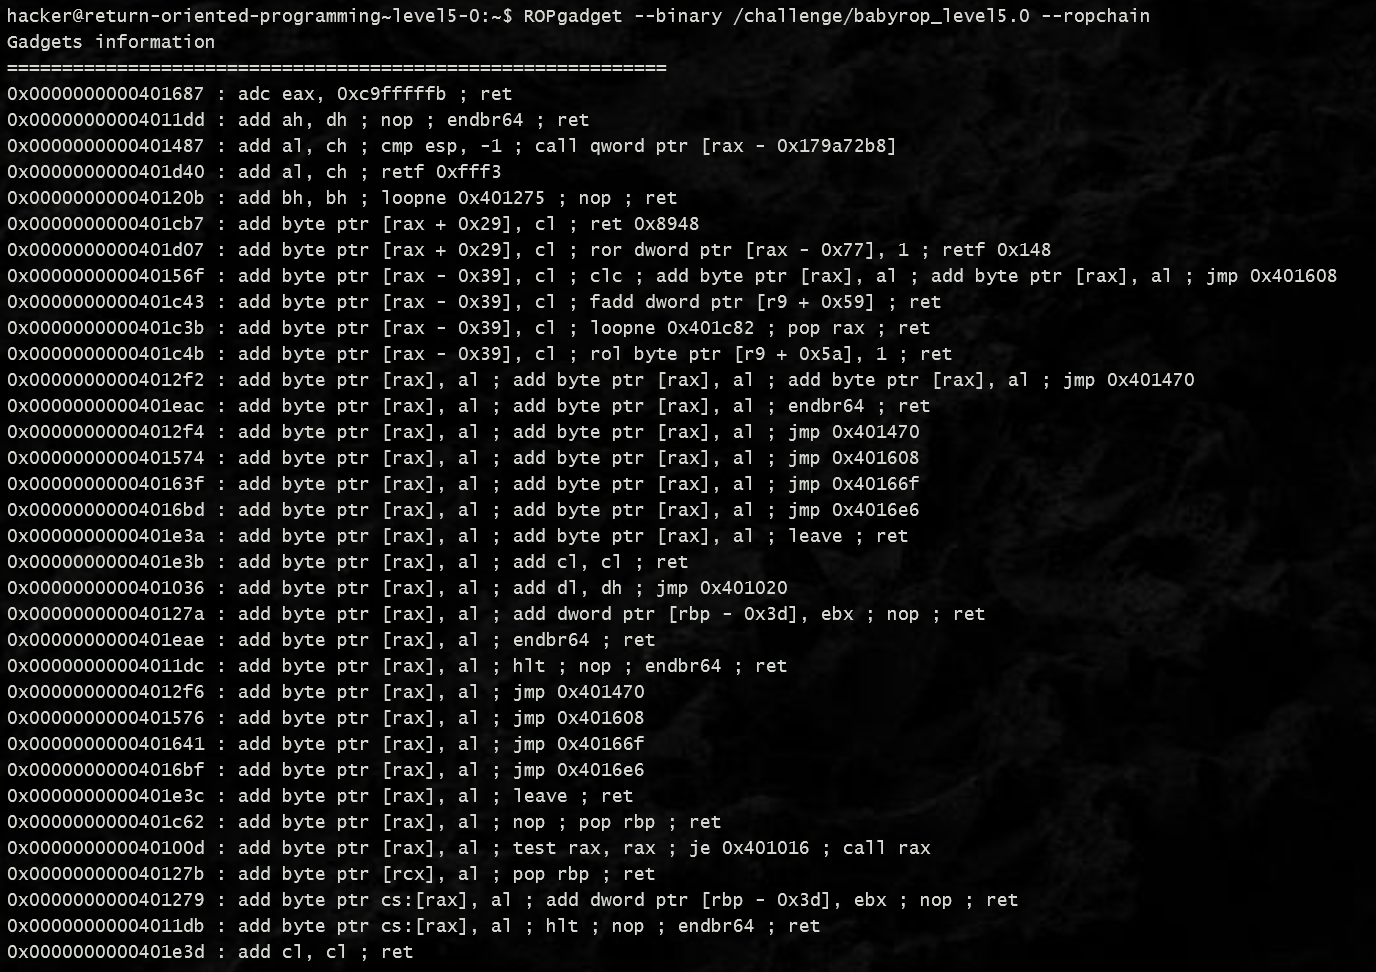 hacker@return-oriented-programming~level5-0:~$ ROPgadget --binary /challenge/babyrop_level5.0 --ropchain
Gadgets information
============================================================
0x0000000000401687 : adc eax, 0xc9fffffb ; ret
0x00000000004011dd : add ah, dh ; nop ; endbr64 ; ret
0x0000000000401487 : add al, ch ; cmp esp, -1 ; call qword ptr [rax - 0x179a72b8]
0x0000000000401d40 : add al, ch ; retf 0xfff3
0x000000000040120b : add bh, bh ; loopne 0x401275 ; nop ; ret
0x0000000000401cb7 : add byte ptr [rax + 0x29], cl ; ret 0x8948
0x0000000000401d07 : add byte ptr [rax + 0x29], cl ; ror dword ptr [rax - 0x77], 1 ; retf 0x148
0x000000000040156f : add byte ptr [rax - 0x39], cl ; clc ; add byte ptr [rax], al ; add byte ptr [rax], al ; jmp 0x401608
0x0000000000401c43 : add byte ptr [rax - 0x39], cl ; fadd dword ptr [r9 + 0x59] ; ret
0x0000000000401c3b : add byte ptr [rax - 0x39], cl ; loopne 0x401c82 ; pop rax ; ret
0x0000000000401c4b : add byte ptr [rax - 0x39], cl ; rol byte ptr [r9 + 0x5a], 1 ; ret
0x00000000004012f2 : add byte ptr [rax], al ; add byte ptr [rax], al ; add byte ptr [rax], al ; jmp 0x401470
0x0000000000401eac : add byte ptr [rax], al ; add byte ptr [rax], al ; endbr64 ; ret
0x00000000004012f4 : add byte ptr [rax], al ; add byte ptr [rax], al ; jmp 0x401470
0x0000000000401574 : add byte ptr [rax], al ; add byte ptr [rax], al ; jmp 0x401608
0x000000000040163f : add byte ptr [rax], al ; add byte ptr [rax], al ; jmp 0x40166f
0x00000000004016bd : add byte ptr [rax], al ; add byte ptr [rax], al ; jmp 0x4016e6
0x0000000000401e3a : add byte ptr [rax], al ; add byte ptr [rax], al ; leave ; ret
0x0000000000401e3b : add byte ptr [rax], al ; add cl, cl ; ret
0x0000000000401036 : add byte ptr [rax], al ; add dl, dh ; jmp 0x401020
0x000000000040127a : add byte ptr [rax], al ; add dword ptr [rbp - 0x3d], ebx ; nop ; ret
0x0000000000401eae : add byte ptr [rax], al ; endbr64 ; ret
0x00000000004011dc : add byte ptr [rax], al ; hlt ; nop ; endbr64 ; ret
0x00000000004012f6 : add byte ptr [rax], al ; jmp 0x401470
0x0000000000401576 : add byte ptr [rax], al ; jmp 0x401608
0x0000000000401641 : add byte ptr [rax], al ; jmp 0x40166f
0x00000000004016bf : add byte ptr [rax], al ; jmp 0x4016e6
0x0000000000401e3c : add byte ptr [rax], al ; leave ; ret
0x0000000000401c62 : add byte ptr [rax], al ; nop ; pop rbp ; ret
0x000000000040100d : add byte ptr [rax], al ; test rax, rax ; je 0x401016 ; call rax
0x000000000040127b : add byte ptr [rcx], al ; pop rbp ; ret
0x0000000000401279 : add byte ptr cs:[rax], al ; add dword ptr [rbp - 0x3d], ebx ; nop ; ret
0x00000000004011db : add byte ptr cs:[rax], al ; hlt ; nop ; endbr64 ; ret
0x0000000000401e3d : add cl, cl ; ret